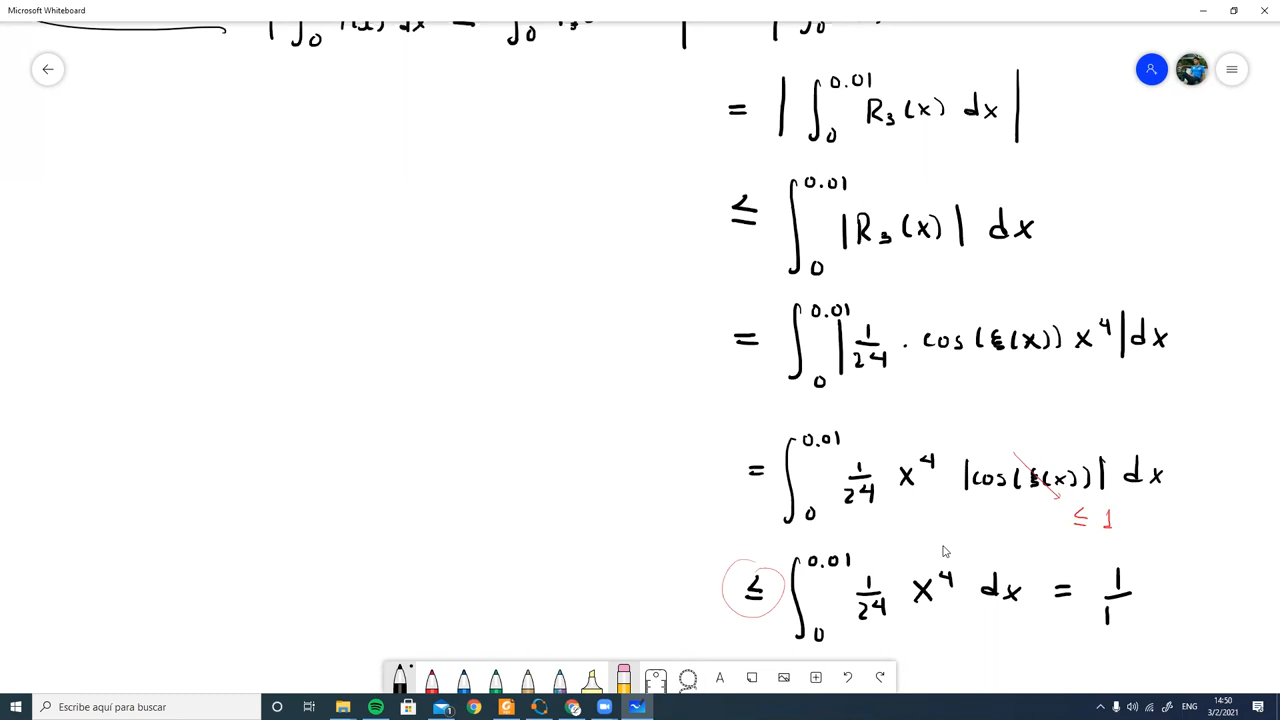 Microsoft Whiteboard
= | ∫₀^0.01 R₃(x) dx |
≤ ∫₀^0.01 |R₃(x)| dx
= ∫₀^0.01 | 1/24 · cos(ξ(x)) x⁴ | dx
= ∫₀^0.01 1/24 x⁴ |cos(ξ(x))| dx
≤ 1
≤ ∫₀^0.01 1/24 x⁴ dx = 1/1
A
Escribe aquí para buscar
ENG
14:50
3/2/2021